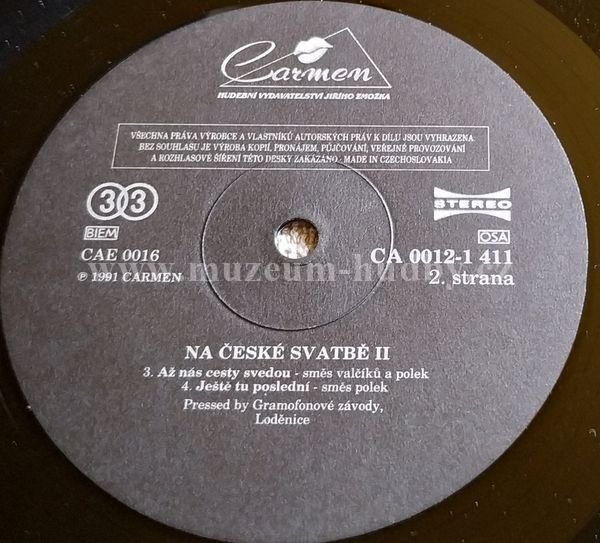 Carmen
HUDEBNÍ VYDAVATELSTVÍ JIŘÍHO ZMOŽKA
VŠECHNA PRÁVA VÝROBCE A VLASTNÍKŮ AUTORSKÝCH PRÁV K DÍLU JSOU VYHRAZENA.
BEZ SOUHLASU JE VÝROBA KOPIÍ, PRONÁJEM, PŮJČOVÁNÍ, VEŘEJNÉ PROVOZOVÁNÍ
A ROZHLASOVÉ ŠÍŘENÍ TÉTO DESKY ZAKÁZÁNO - MADE IN CZECHOSLOVAKIA
33 STEREO
BIEM OSA
CAE 0016 CA 0012-1 411
www.muzeum-hudby.cz
℗ 1991 CARMEN 2. strana
NA ČESKÉ SVATBĚ II
3. Až nás cesty svedou - směs valčíků a polek
4. Ještě tu poslední - směs polek
Pressed by Gramofonové závody,
Loděnice